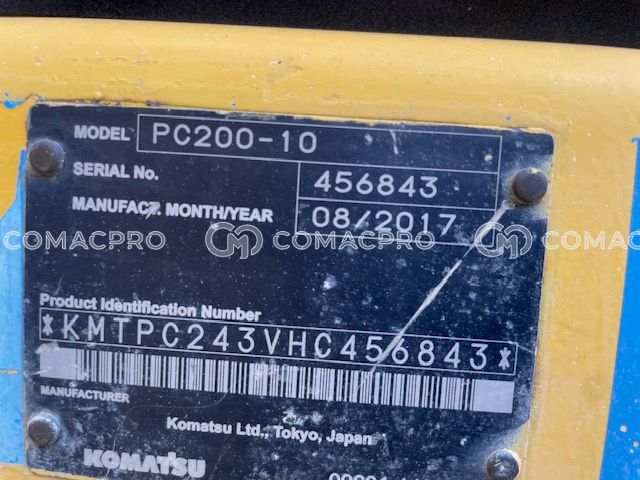 MODEL PC200-10
SERIAL No. 456843
MANUFACT. MONTH/YEAR 08/2017
COMACPRO COMACPRO COMACPRO
Product Identification Number
*KMTPC243VHC456843*
MANUFACTURER
Komatsu Ltd., Tokyo, Japan
KOMATSU